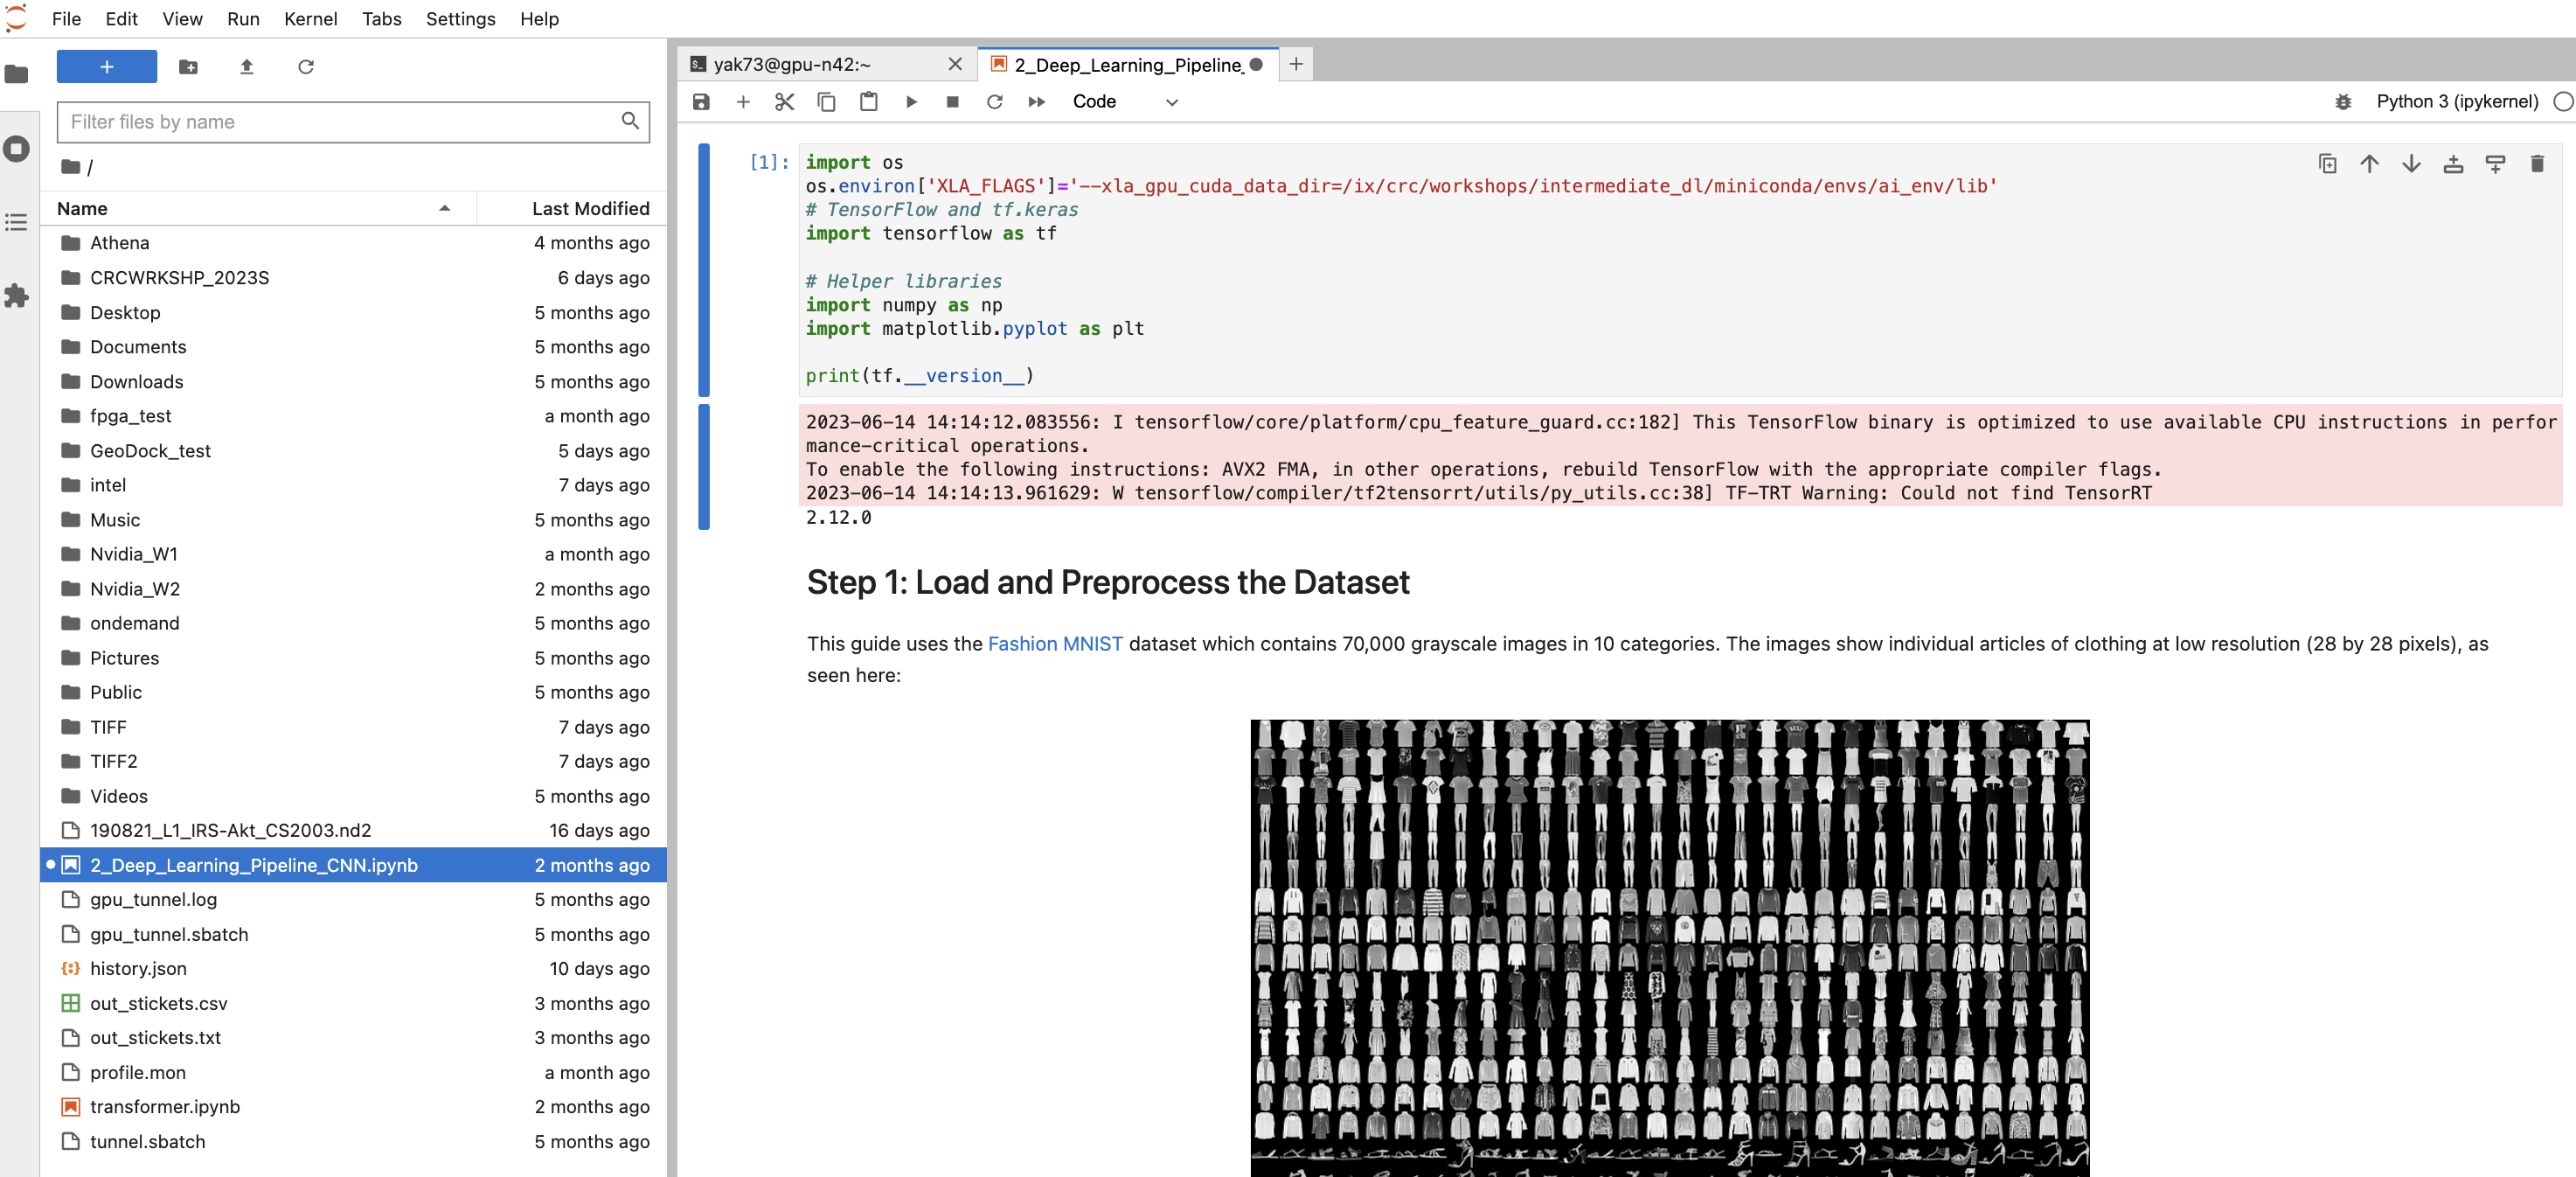 File Edit View Run Kernel Tabs Settings Help
+
Filter files by name
/
Name Last Modified
Athena 4 months ago
CRCWRKSHP_2023S 6 days ago
Desktop 5 months ago
Documents 5 months ago
Downloads 5 months ago
fpga_test a month ago
GeoDock_test 5 days ago
intel 7 days ago
Music 5 months ago
Nvidia_W1 a month ago
Nvidia_W2 2 months ago
ondemand 5 months ago
Pictures 5 months ago
Public 5 months ago
TIFF 7 days ago
TIFF2 7 days ago
Videos 5 months ago
190821_L1_IRS-Akt_CS2003.nd2 16 days ago
2_Deep_Learning_Pipeline_CNN.ipynb 2 months ago
gpu_tunnel.log 5 months ago
gpu_tunnel.sbatch 5 months ago
history.json 10 days ago
out_stickets.csv 3 months ago
out_stickets.txt 3 months ago
profile.mon a month ago
transformer.ipynb 2 months ago
tunnel.sbatch 5 months ago
yak73@gpu-n42:~ 2_Deep_Learning_Pipeline_
Code Python 3 (ipykernel)
[1]: import os
os.environ['XLA_FLAGS']='--xla_gpu_cuda_data_dir=/ix/crc/workshops/intermediate_dl/miniconda/envs/ai_env/lib'
# TensorFlow and tf.keras
import tensorflow as tf
# Helper libraries
import numpy as np
import matplotlib.pyplot as plt
print(tf.__version__)
2023-06-14 14:14:12.083556: I tensorflow/core/platform/cpu_feature_guard.cc:182] This TensorFlow binary is optimized to use available CPU instructions in perfor
mance-critical operations.
To enable the following instructions: AVX2 FMA, in other operations, rebuild TensorFlow with the appropriate compiler flags.
2023-06-14 14:14:13.961629: W tensorflow/compiler/tf2tensorrt/utils/py_utils.cc:38] TF-TRT Warning: Could not find TensorRT
2.12.0
Step 1: Load and Preprocess the Dataset
This guide uses the Fashion MNIST dataset which contains 70,000 grayscale images in 10 categories. The images show individual articles of clothing at low resolution (28 by 28 pixels), as
seen here: